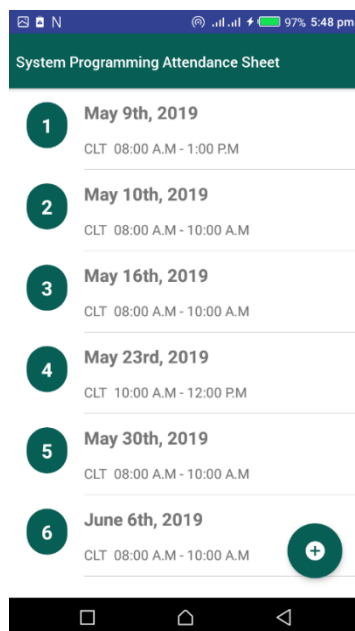 N 97% 5:48 pm
System Programming Attendance Sheet
1
May 9th, 2019
CLT 08:00 A.M - 1:00 P.M
2
May 10th, 2019
CLT 08:00 A.M - 10:00 A.M
3
May 16th, 2019
CLT 08:00 A.M - 10:00 A.M
4
May 23rd, 2019
CLT 10:00 A.M - 12:00 P.M
5
May 30th, 2019
CLT 08:00 A.M - 10:00 A.M
6
June 6th, 2019
CLT 08:00 A.M - 10:00 A.M